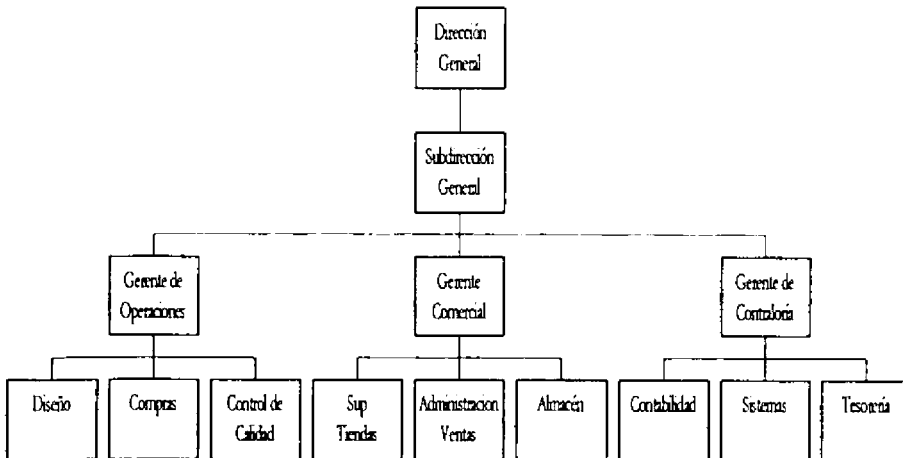 Dirección
General
Subdirección
General
Gerente de
Operaciones
Gerente
Comercial
Gerente de
Contraloría
Diseño
Compras
Control de
Calidad
Sup
Tiendas
Administracion
Ventas
Almacén
Contabilidad
Sistemas
Tesorería